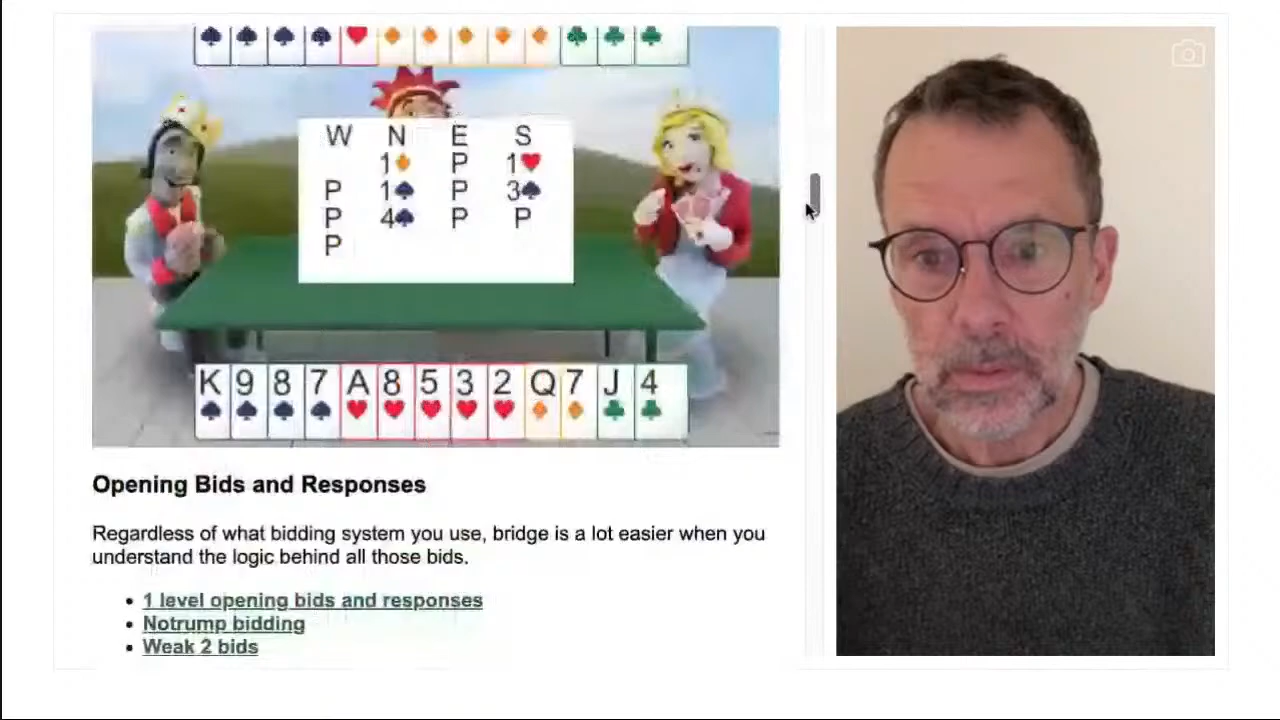 W N E S
1♦ P 1♥
P 1♠ P 3♠
P 4♠ P P
P
K 9 8 7 A 8 5 3 2 Q 7 J 4
Opening Bids and Responses
Regardless of what bidding system you use, bridge is a lot easier when you
understand the logic behind all those bids.
• 1 level opening bids and responses
• Notrump bidding
• Weak 2 bids